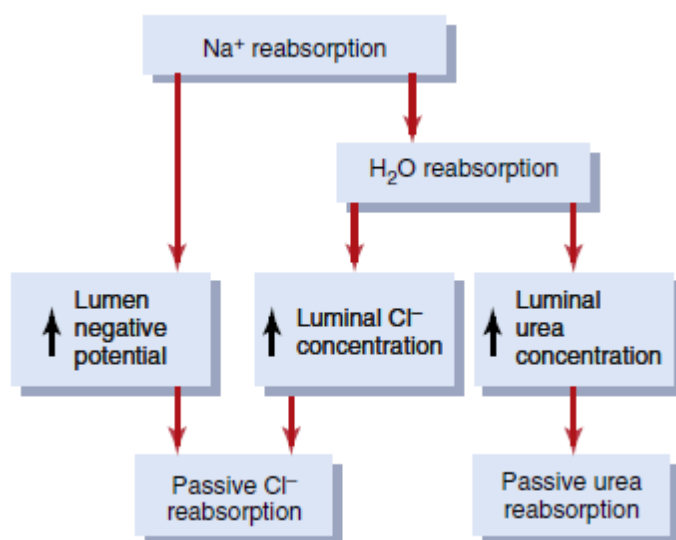 Na⁺ reabsorption
H₂O reabsorption
Lumen
negative
potential
Luminal Cl⁻
concentration
Luminal
urea
concentration
Passive Cl⁻
reabsorption
Passive urea
reabsorption